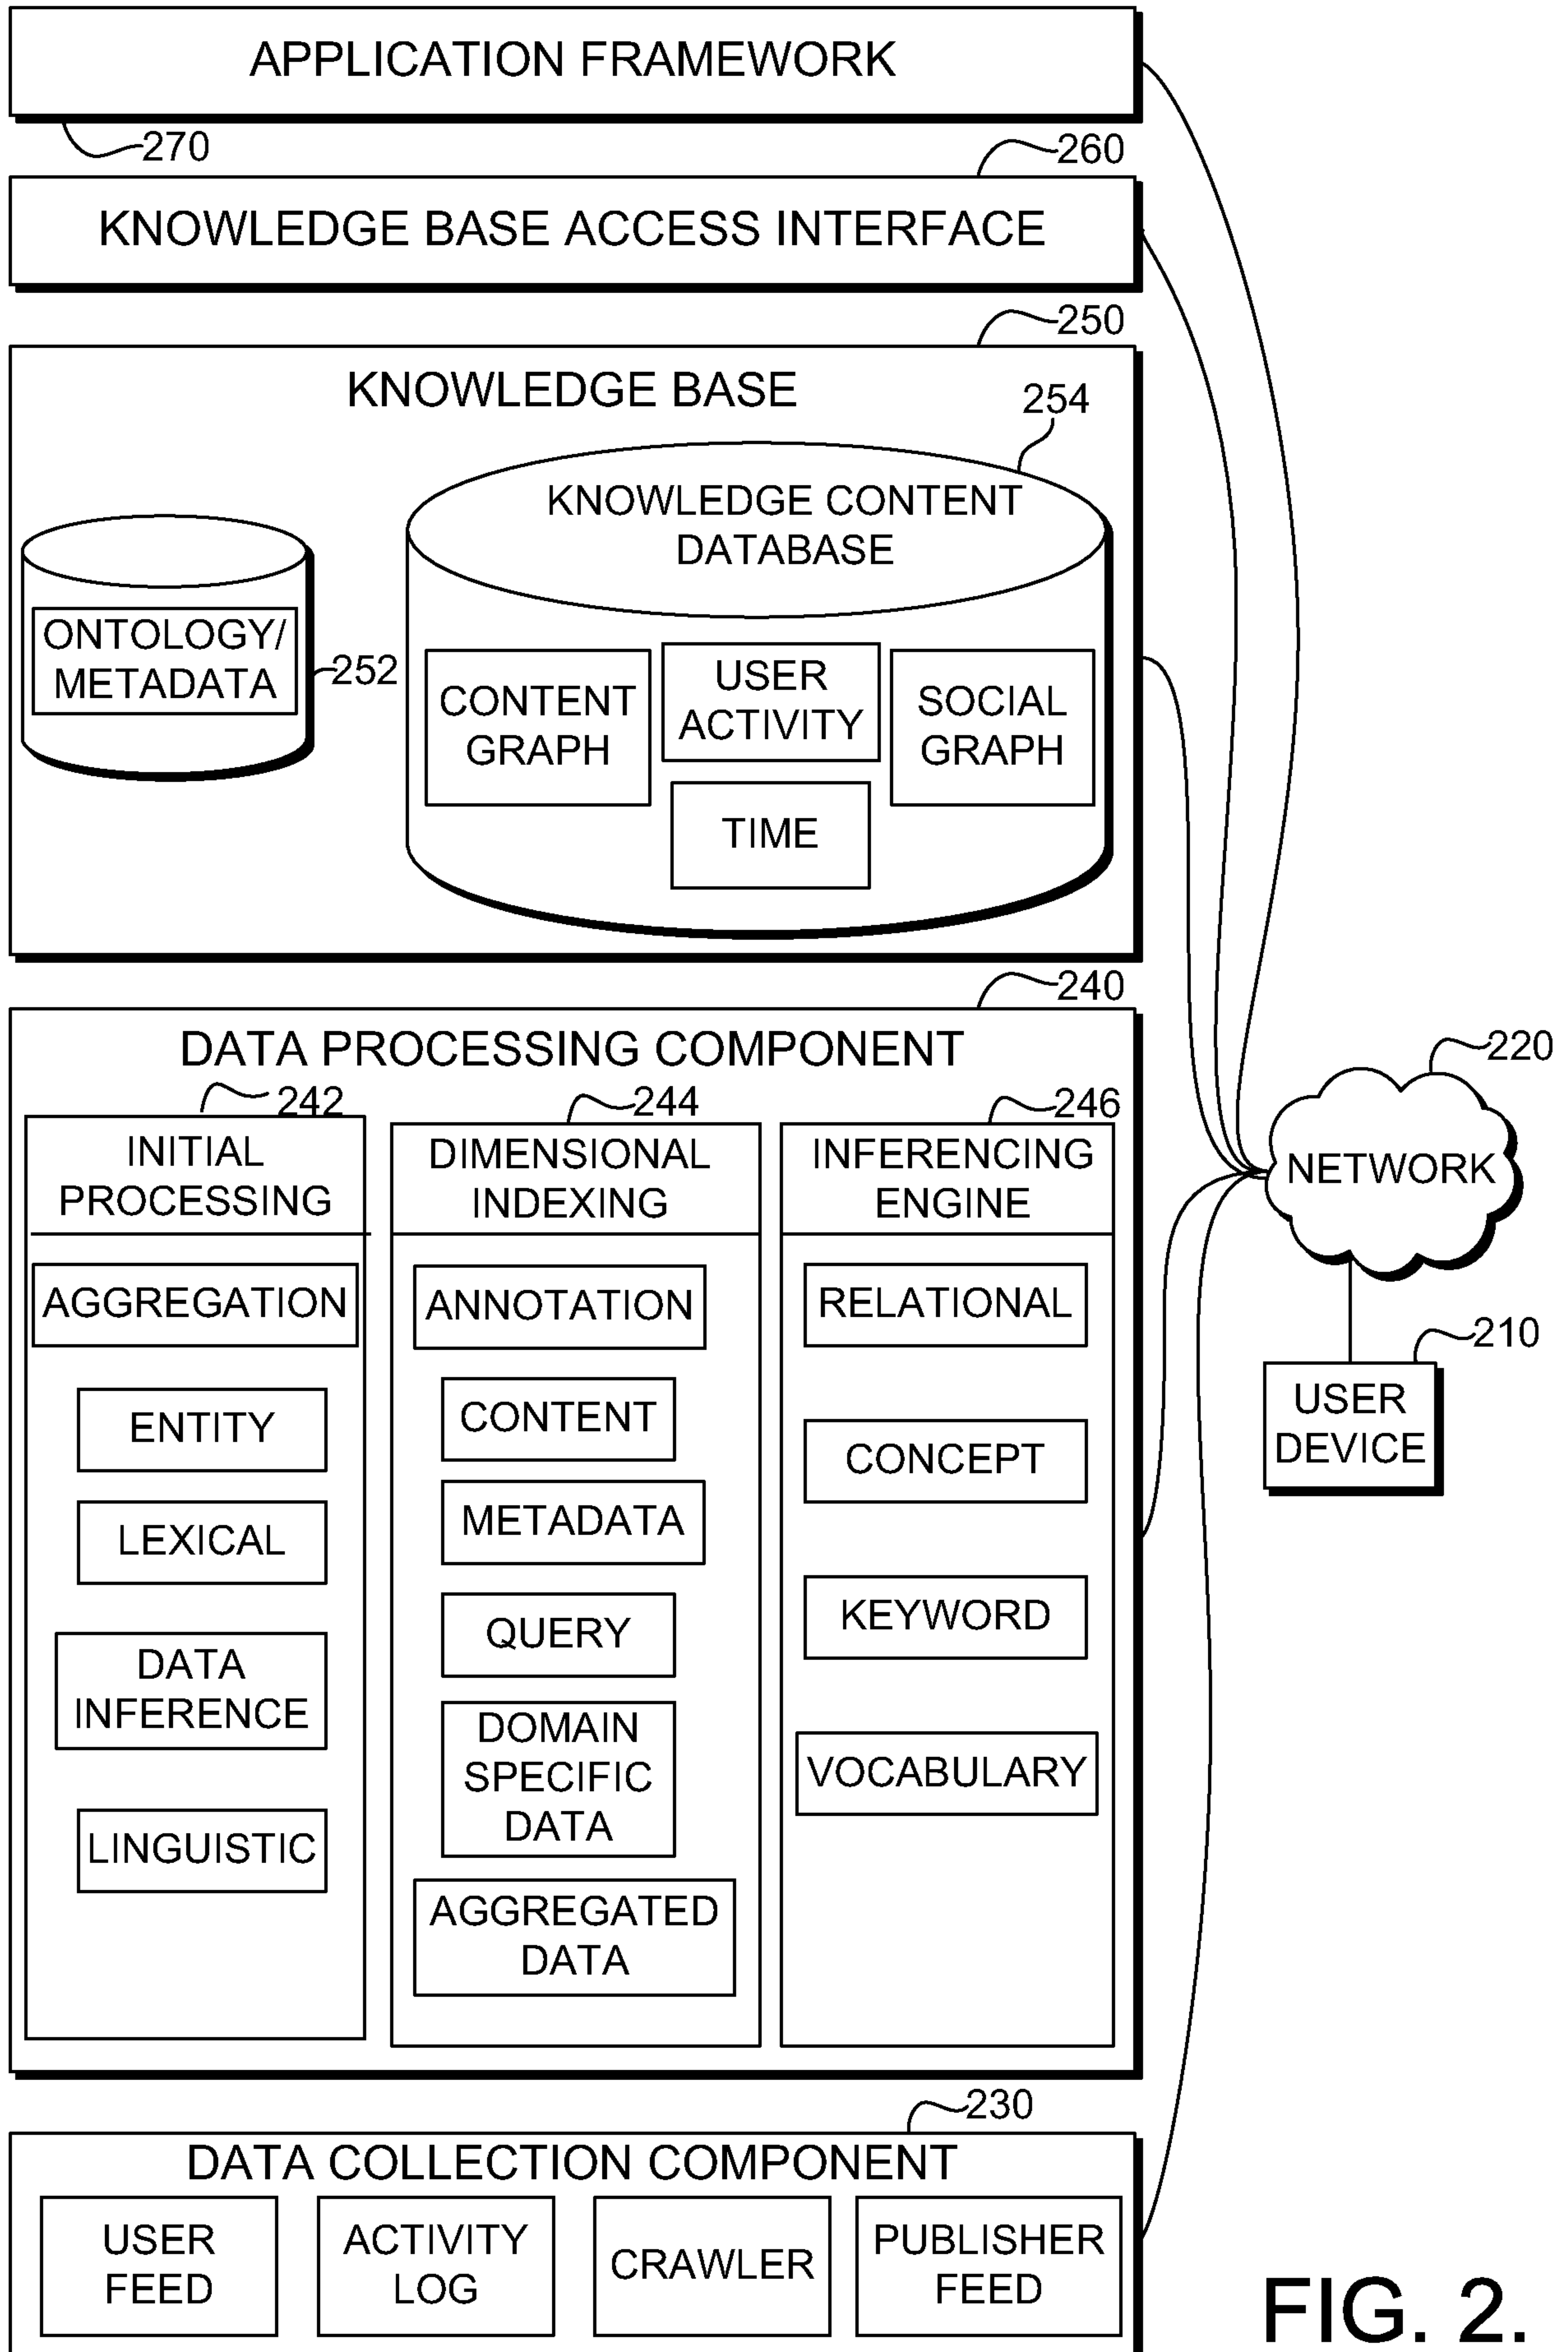 APPLICATION FRAMEWORK
270
260
KNOWLEDGE BASE ACCESS INTERFACE
250
KNOWLEDGE BASE
254
KNOWLEDGE CONTENT
DATABASE
ONTOLOGY/
METADATA
252
CONTENT
GRAPH
USER
ACTIVITY
SOCIAL
GRAPH
TIME
240
DATA PROCESSING COMPONENT
242
INITIAL
PROCESSING
AGGREGATION
ENTITY
LEXICAL
DATA
INFERENCE
LINGUISTIC
244
DIMENSIONAL
INDEXING
ANNOTATION
CONTENT
METADATA
QUERY
DOMAIN
SPECIFIC
DATA
AGGREGATED
DATA
246
INFERENCING
ENGINE
RELATIONAL
CONCEPT
KEYWORD
VOCABULARY
220
NETWORK
210
USER
DEVICE
230
DATA COLLECTION COMPONENT
USER
FEED
ACTIVITY
LOG
CRAWLER
PUBLISHER
FEED
FIG. 2.